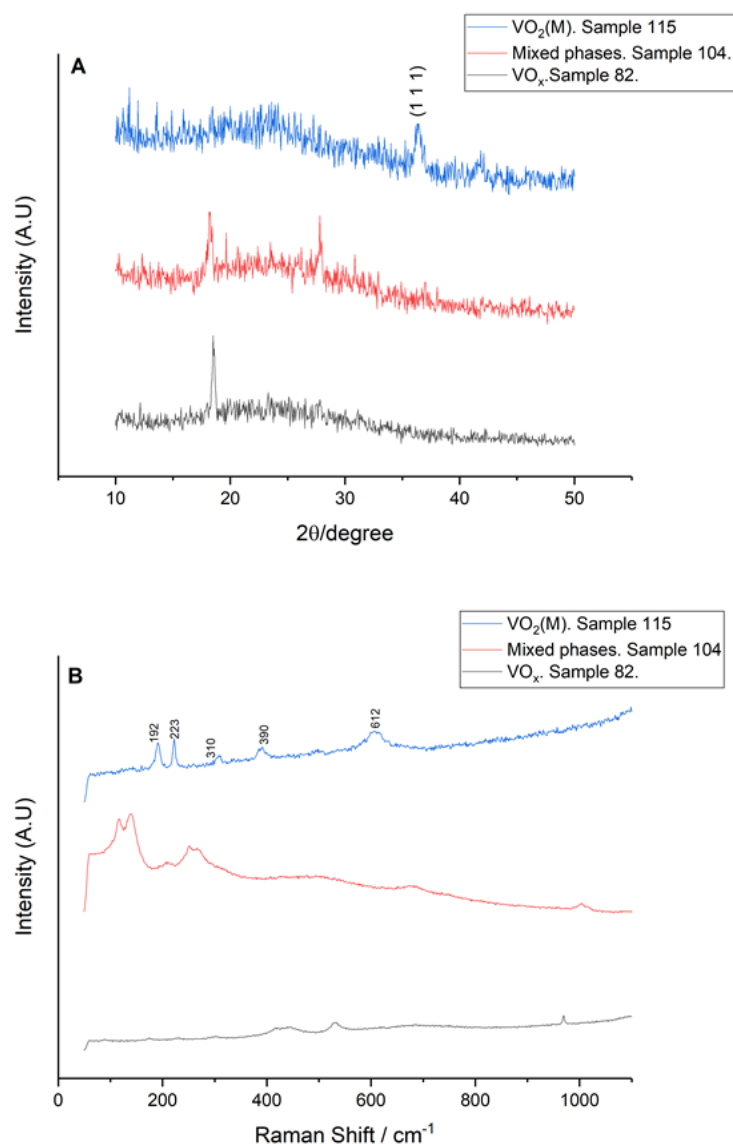 VO₂(M). Sample 115
Mixed phases. Sample 104.
VOₓ.Sample 82.
A
(1 1 1)
Intensity (A.U)
10 20 30 40 50
2θ/degree
VO₂(M). Sample 115
Mixed phases. Sample 104
VOₓ. Sample 82.
B
192 223 310 390 612
Intensity (A.U)
0 200 400 600 800 1000
Raman Shift / cm⁻¹